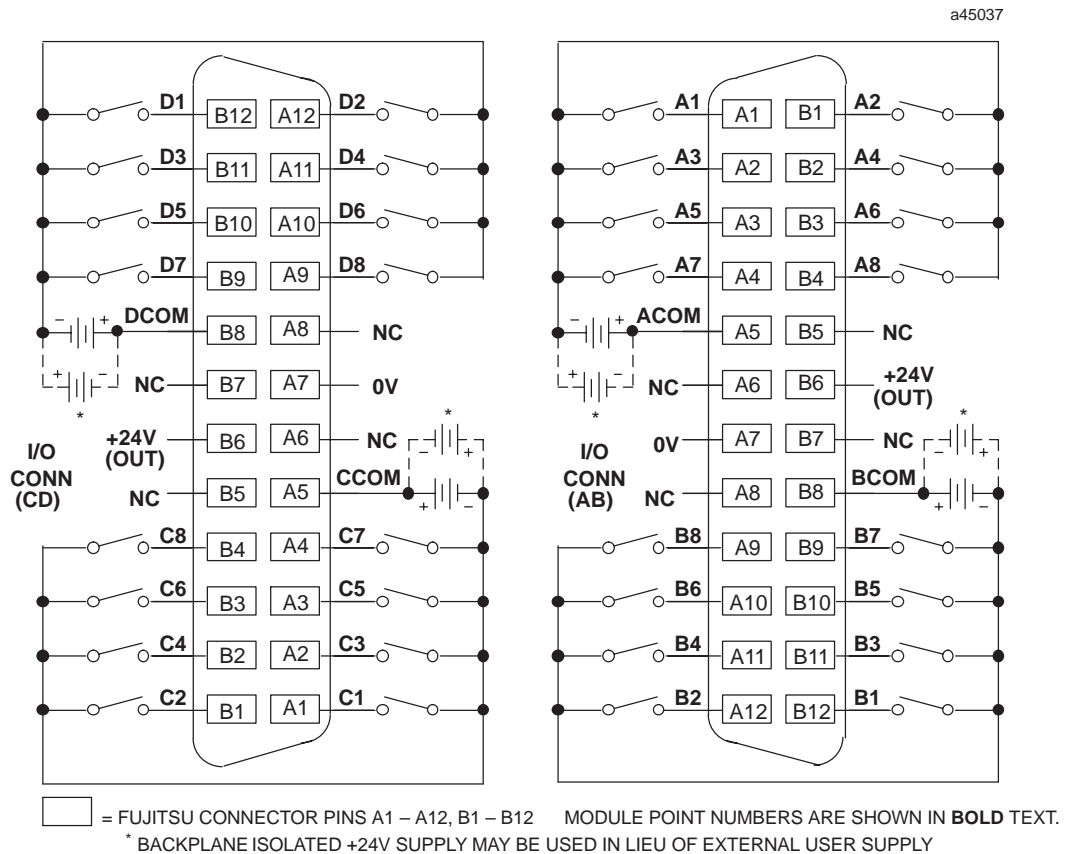 a45037
D1 B12 A12 D2 A1 A1 B1 A2
D3 B11 A11 D4 A3 A2 B2 A4
D5 B10 A10 D6 A5 A3 B3 A6
D7 B9 A9 D8 A7 A4 B4 A8
- + DCOM B8 A8 NC - + ACOM A5 B5 NC
+ - * NC B7 A7 0V + - * NC A6 B6 +24V (OUT)
I/O CONN (CD) +24V (OUT) B6 A6 NC * - + I/O CONN (AB) 0V A7 B7 NC * - +
NC B5 A5 CCOM + - NC A8 B8 BCOM + -
C8 B4 A4 C7 B8 A9 B9 B7
C6 B3 A3 C5 B6 A10 B10 B5
C4 B2 A2 C3 B4 A11 B11 B3
C2 B1 A1 C1 B2 A12 B12 B1
= FUJITSU CONNECTOR PINS A1 – A12, B1 – B12 MODULE POINT NUMBERS ARE SHOWN IN BOLD TEXT.
* BACKPLANE ISOLATED +24V SUPPLY MAY BE USED IN LIEU OF EXTERNAL USER SUPPLY